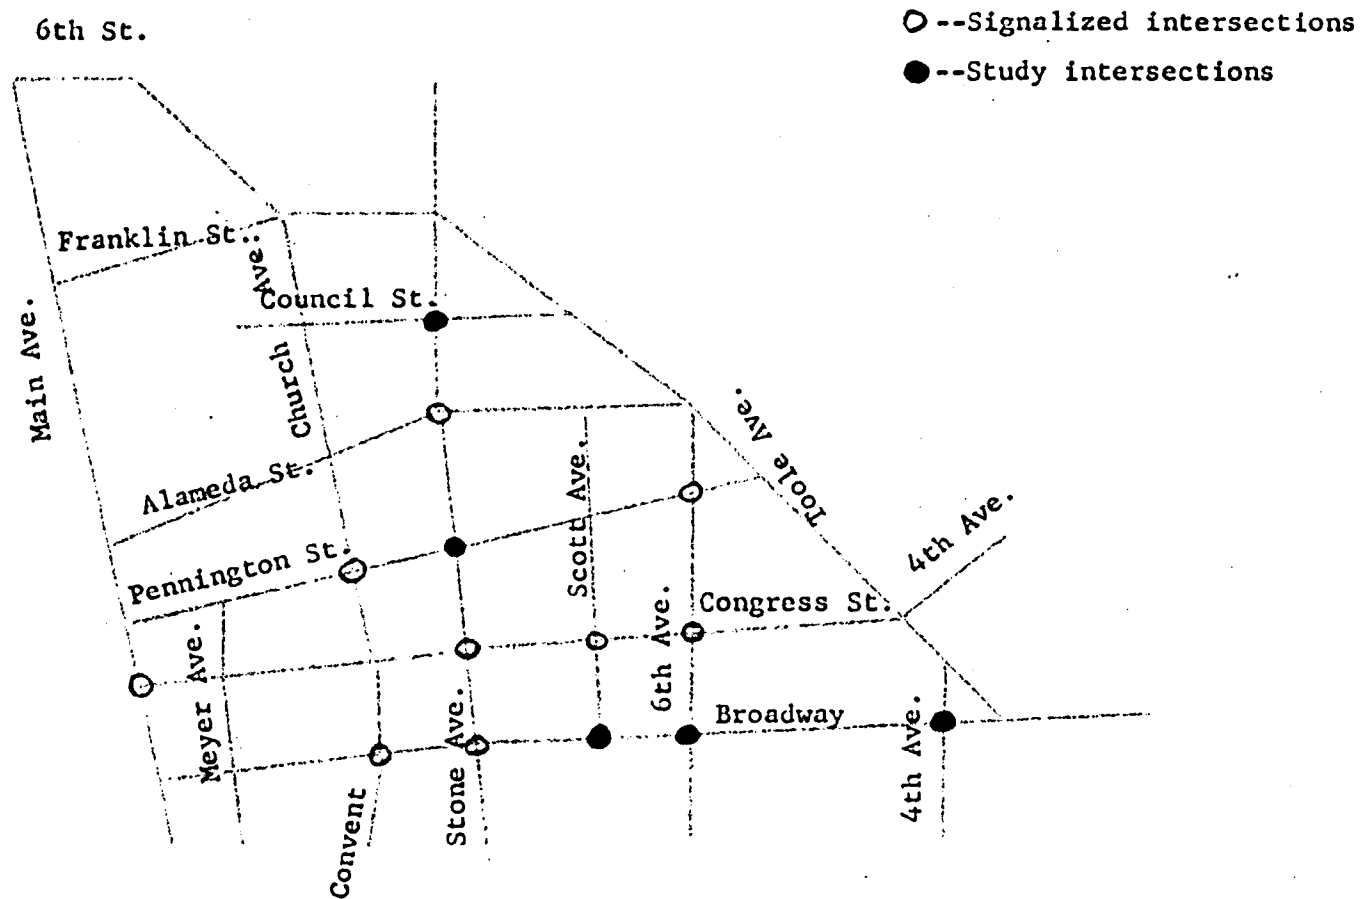 6th St.
--Signalized intersections
--Study intersections
Franklin St..
Church Ave
Council St.
Main Ave.
Alameda St.
Scott Ave.
Toole Ave.
4th Ave.
Pennington St.
Congress St.
6th Ave.
Meyer Ave.
Stone Ave.
Broadway
4th Ave.
Convent